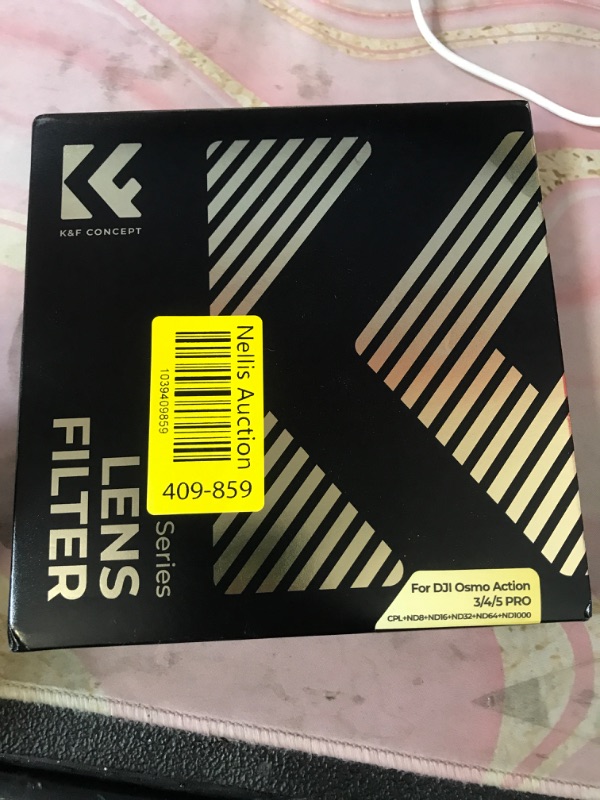 K&F CONCEPT
Nellis Auction
1039409859
409-859
Series
LENS
FILTER
For DJI Osmo Action
3/4/5 PRO
CPL+ND8+ND16+ND32+ND64+ND1000